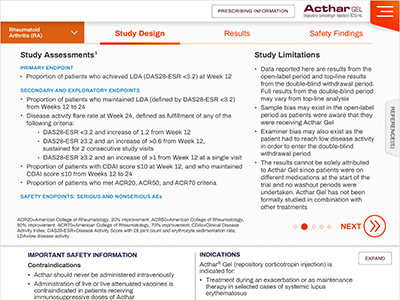 PRESCRIBING INFORMATION
Acthar GEL
(repository corticotropin injection) 80 U/mL
Rheumatoid
Arthritis (RA)
Study Design
Results
Safety Findings
Study Assessments¹
PRIMARY ENDPOINT
• Proportion of patients who achieved LDA (DAS28-ESR <3.2) at Week 12
SECONDARY AND EXPLORATORY ENDPOINTS
• Proportion of patients who maintained LDA (defined by DAS28-ESR <3.2)
from Weeks 12 to 24
• Disease activity flare rate at Week 24, defined as fulfillment of any of the
following criteria:
- DAS28-ESR <3.2 and increase of 1.2 from Week 12
- DAS28-ESR ≥3.2 and an increase of >0.6 from Week 12,
sustained for 2 consecutive study visits
- DAS28-ESR ≥3.2 and an increase of >1 from Week 12 at a single visit
• Proportion of patients with CDAI score ≤10 at Week 12, and who maintained
CDAI score ≤10 from Weeks 12 to 24
• Proportion of patients who met ACR20, ACR50, and ACR70 criteria
SAFETY ENDPOINTS: SERIOUS AND NONSERIOUS AEs
ACR20=American College of Rheumatology, 20% improvement; ACR50=American College of Rheumatology,
50% improvement; ACR70=American College of Rheumatology, 70% improvement; CDAI=Clinical Disease
Activity Index; DAS28-ESR=Disease Activity Score with 28 joint count and erythrocyte sedimentation rate;
LDA=low disease activity.
Study Limitations
• Data reported here are results from the
open-label period and top-line results
from the double-blind withdrawal period.
Full results from the double-blind period
may vary from top-line analysis
• Sample bias may exist in the open-label
period as patients were aware that they
were receiving Acthar Gel
• Examiner bias may also exist as the
patient had to reach low disease activity
in order to enter the double-blind
withdrawal period
• The results cannot be solely attributed
to Acthar Gel since patients were on
different medications at the start of the
trial and no washout periods were
undertaken. Acthar Gel has not been
formally studied in combination with
other treatments
REFERENCE(S)
NEXT
IMPORTANT SAFETY INFORMATION
Contraindications
• Acthar should never be administered intravenously
• Administration of live or live attenuated vaccines is
contraindicated in patients receiving
immunosuppressive doses of Acthar
INDICATIONS
EXPAND
Acthar® Gel (repository corticotropin injection) is
indicated for:
• Treatment during an exacerbation or as maintenance
therapy in selected cases of systemic lupus
erythematosus